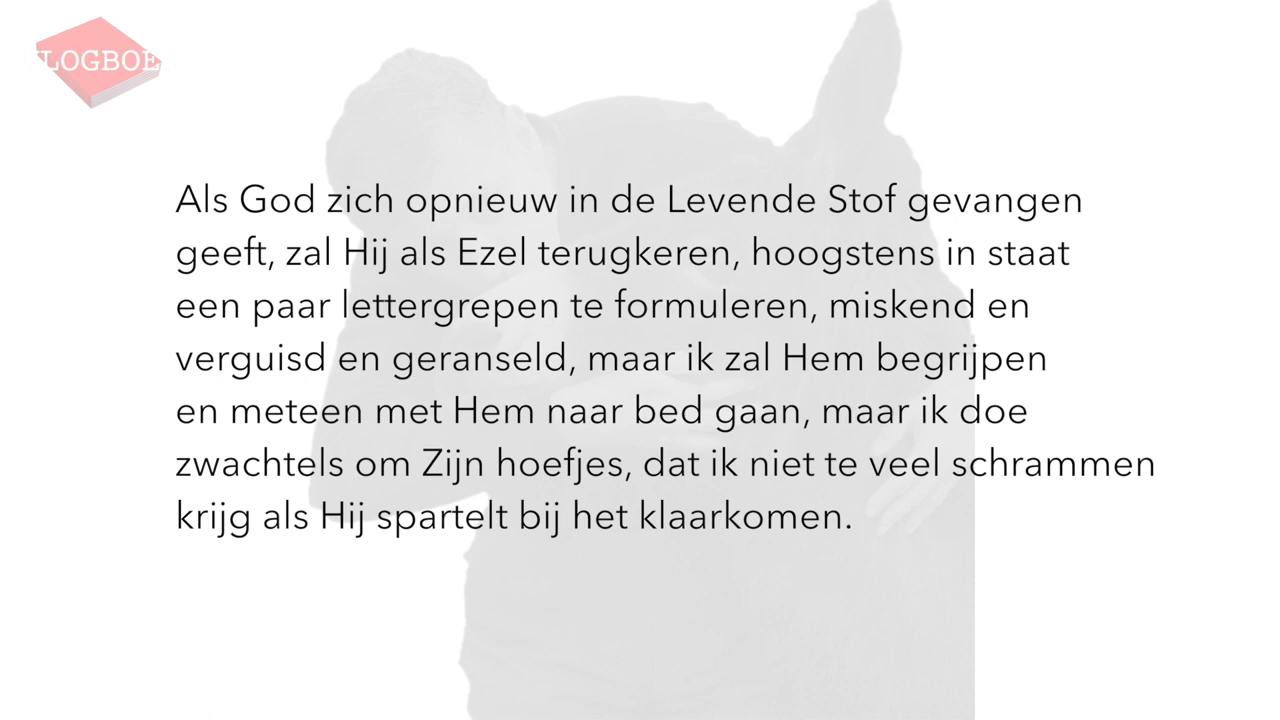 VLOGBOE
Als God zich opnieuw in de Levende Stof gevangen
geeft, zal Hij als Ezel terugkeren, hoogstens in staat
een paar lettergrepen te formuleren, miskend en
verguisd en geranseld, maar ik zal Hem begrijpen
en meteen met Hem naar bed gaan, maar ik doe
zwachtels om Zijn hoefjes, dat ik niet te veel schrammen
krijg als Hij spartelt bij het klaarkomen.